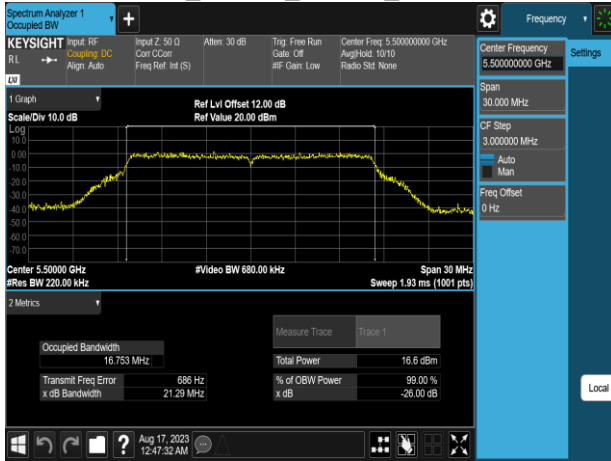 Spectrum Analyzer 1
Occupied BW
Frequency
KEYSIGHT
Input: RF
Coupling: DC
Align: Auto
Input Z: 50 Ω
Corr CCorr
Freq Ref: Int (S)
Atten: 30 dB
Trig: Free Run
Gate: Off
#IF Gain: Low
Center Freq: 5.500000000 GHz
Avg|Hold: 10/10
Radio Std: None
RL
LXI
Center Frequency
5.500000000 GHz
Settings
Span
30.000 MHz
CF Step
3.000000 MHz
Auto
Man
Freq Offset
0 Hz
1 Graph
Scale/Div 10.0 dB
Ref Lvl Offset 12.00 dB
Ref Value 20.00 dBm
Log
10.0
0.00
-10.0
-20.0
-30.0
-40.0
-50.0
-60.0
-70.0
Center 5.50000 GHz
#Res BW 220.00 kHz
#Video BW 680.00 kHz
Span 30 MHz
Sweep 1.93 ms (1001 pts)
2 Metrics
Measure Trace
Trace 1
Occupied Bandwidth
16.753 MHz
Total Power
16.6 dBm
Transmit Freq Error
686 Hz
% of OBW Power
99.00 %
x dB Bandwidth
21.29 MHz
x dB
-26.00 dB
Local
?
Aug 17, 2023
12:47:32 AM